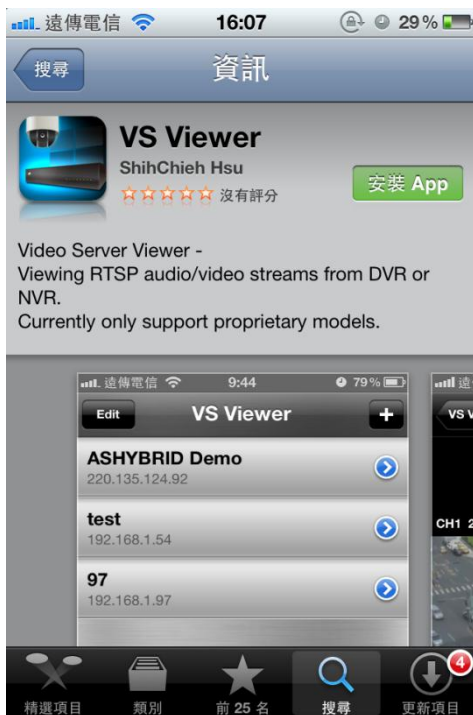 遠傳電信 16:07 29%
搜尋 資訊
VS Viewer
ShihChieh Hsu
沒有評分
安裝 App
Video Server Viewer -
Viewing RTSP audio/video streams from DVR or
NVR.
Currently only support proprietary models.
遠傳電信 9:44 79%
Edit VS Viewer +
ASHYBRID Demo
220.135.124.92
test
192.168.1.54
97
192.168.1.97
遠
VS V
CH1 2
4
精選項目 類別 前 25 名 搜尋 更新項目